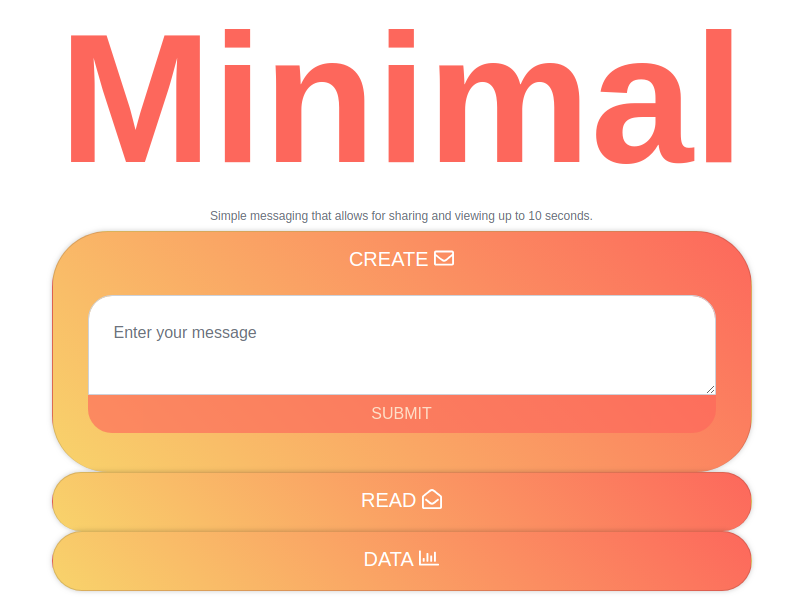 Minimal
Simple messaging that allows for sharing and viewing up to 10 seconds.
CREATE
Enter your message
SUBMIT
READ
DATA